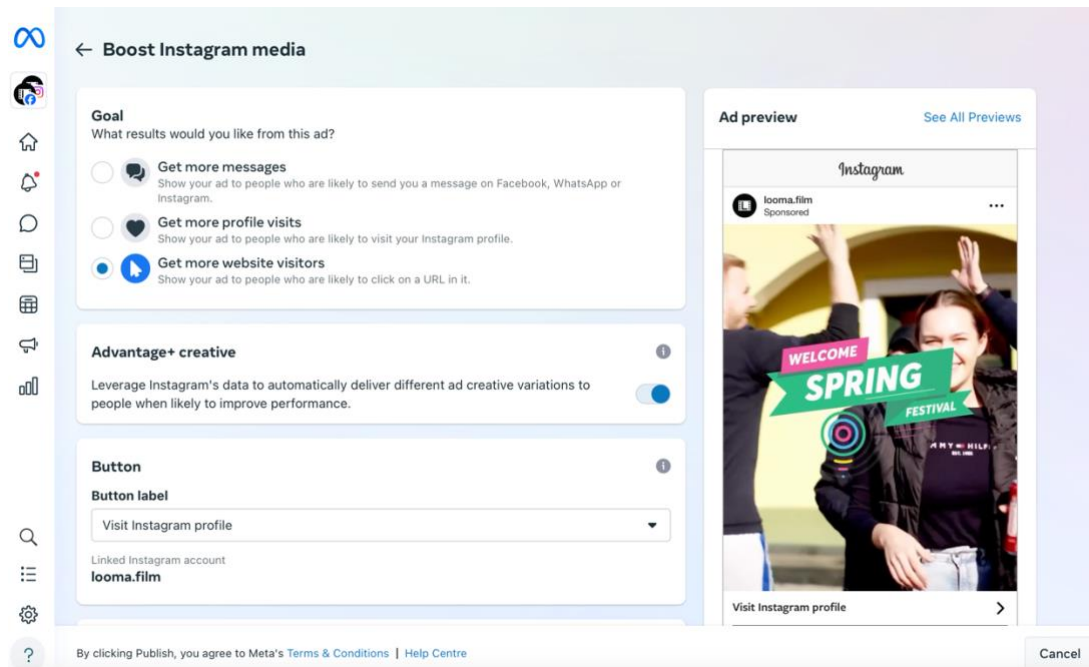 ← Boost Instagram media
Goal
What results would you like from this ad?
Get more messages
Show your ad to people who are likely to send you a message on Facebook, WhatsApp or
Instagram.
Get more profile visits
Show your ad to people who are likely to visit your Instagram profile.
Get more website visitors
Show your ad to people who are likely to click on a URL in it.
Advantage+ creative
Leverage Instagram's data to automatically deliver different ad creative variations to
people when likely to improve performance.
Button
Button label
Visit Instagram profile
Linked Instagram account
looma.film
Ad preview
See All Previews
Instagram
looma.film
Sponsored
WELCOME
SPRING
FESTIVAL
MMY HILF
Visit Instagram profile
By clicking Publish, you agree to Meta's Terms & Conditions | Help Centre
Cancel